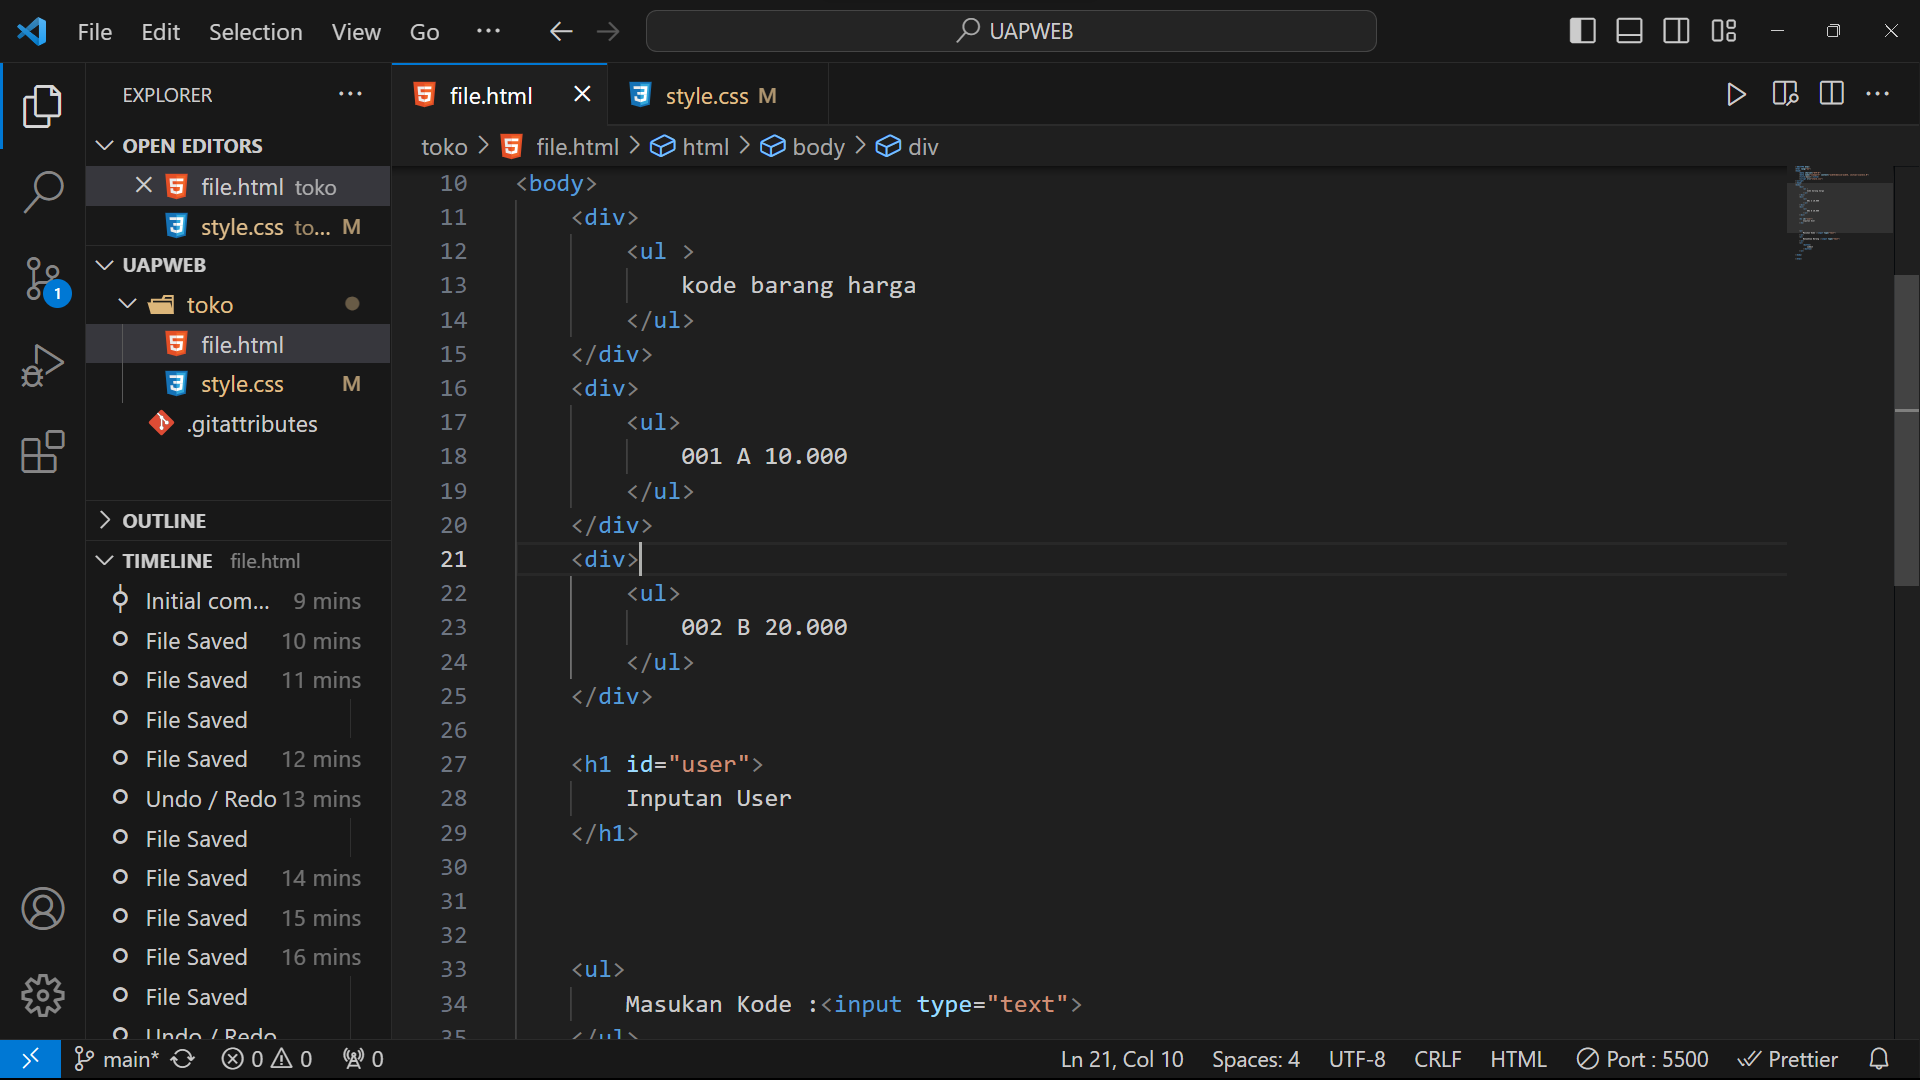 File Edit Selection View Go ··· UAPWEB
EXPLORER ···
OPEN EDITORS
file.html toko
style.css to... M
UAPWEB
toko
file.html
style.css M
.gitattributes
OUTLINE
TIMELINE file.html
Initial com... 9 mins
File Saved 10 mins
File Saved 11 mins
File Saved
File Saved 12 mins
Undo / Redo 13 mins
File Saved
File Saved 14 mins
File Saved 15 mins
File Saved 16 mins
File Saved
Undo / Redo
file.html style.css M
toko > file.html > html > body > div
10 <body>
11 <div>
12 <ul >
13 kode barang harga
14 </ul>
15 </div>
16 <div>
17 <ul>
18 001 A 10.000
19 </ul>
20 </div>
21 <div>
22 <ul>
23 002 B 20.000
24 </ul>
25 </div>
26
27 <h1 id="user">
28 Inputan User
29 </h1>
30
31
32
33 <ul>
34 Masukan Kode :<input type="text">
35 </ul>
main* 0 0 0 Ln 21, Col 10 Spaces: 4 UTF-8 CRLF HTML Port : 5500 Prettier
1